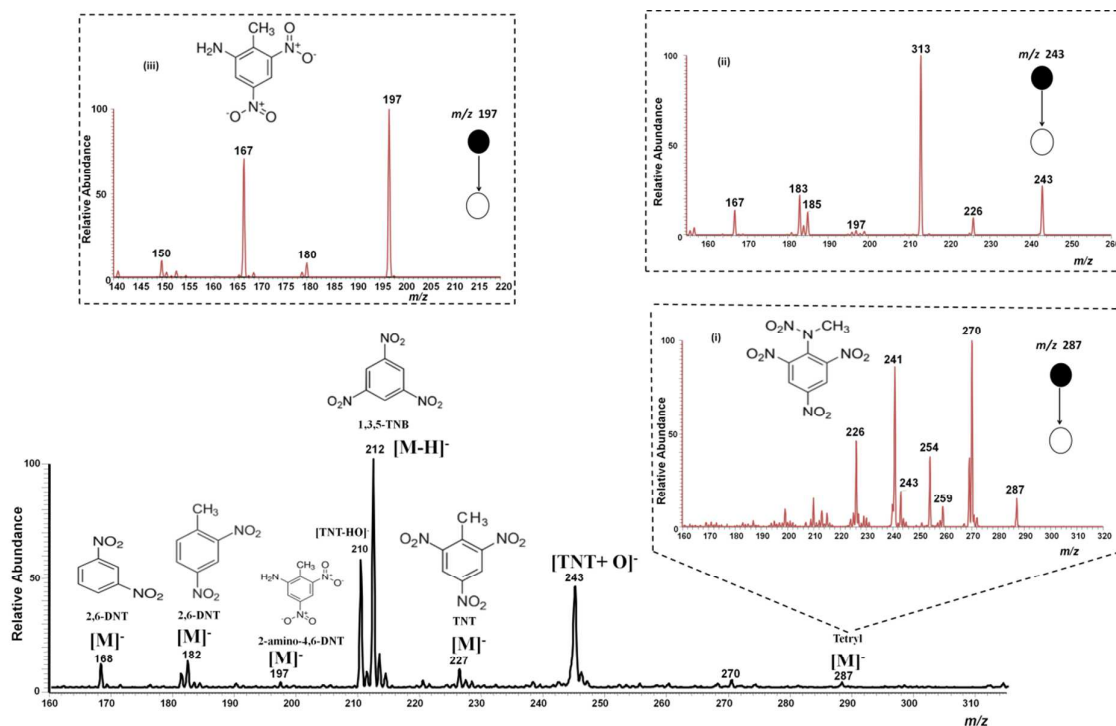 (iii)
CH₃
H₂N
O
N⁺
O⁻
⁻O
N⁺
O
m/z 197
Relative Abundance
100
50
0
197
167
150
180
140 145 150 155 160 165 170 175 180 185 190 195 200 205 210 215 220
m/z
(ii)
m/z 243
Relative Abundance
100
50
0
313
243
183
185
167
197
226
160 170 180 190 200 210 220 230 240 250 260
m/z
(i)
O₂N
N
CH₃
O₂N
NO₂
NO₂
m/z 287
Relative Abundance
100
50
0
270
241
226
254
243
259
287
160 170 180 190 200 210 220 230 240 250 260 270 280 290 300 310 320
m/z
Relative Abundance
100
50
0
NO₂
NO₂
2,6-DNT
[M]⁻
168
CH₃
NO₂
NO₂
2,6-DNT
[M]⁻
182
CH₃
H₂N
O
N⁺
O⁻
⁻O
N⁺
O
2-amino-4,6-DNT
[M]⁻
197
[TNT-HO]⁻
210
NO₂
O₂N
NO₂
1,3,5-TNB
212
[M-H]⁻
CH₃
O₂N
NO₂
NO₂
TNT
[M]⁻
227
[TNT+ O]⁻
243
270
Tetryl
[M]⁻
287
160 170 180 190 200 210 220 230 240 250 260 270 280 290 300 310
m/z